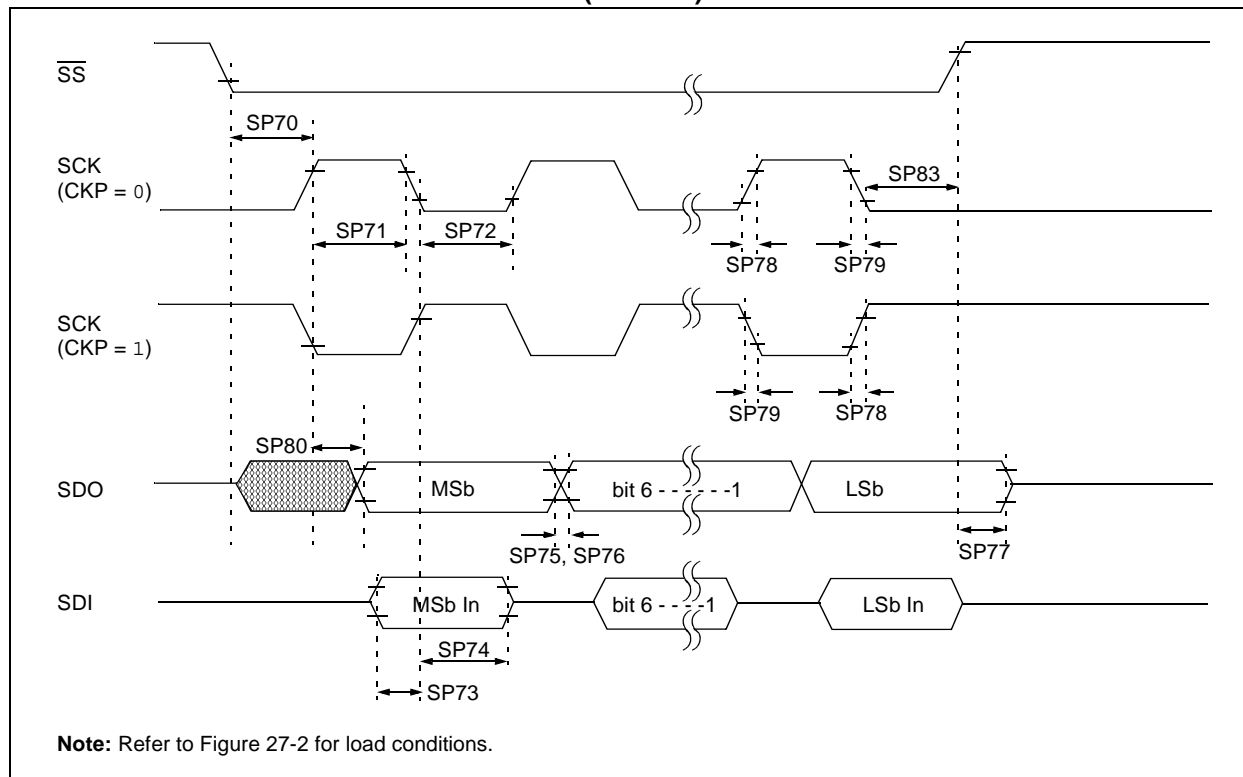 SS
SP70
SCK
(CKP = 0)
SP83
SP71
SP72
SP78
SP79
SCK
(CKP = 1)
SP79
SP78
SP80
SDO
MSb
bit 6 - - - - - -1
LSb
SP75, SP76
SP77
SDI
MSb In
bit 6 - - - -1
LSb In
SP74
SP73
Note: Refer to Figure 27-2 for load conditions.